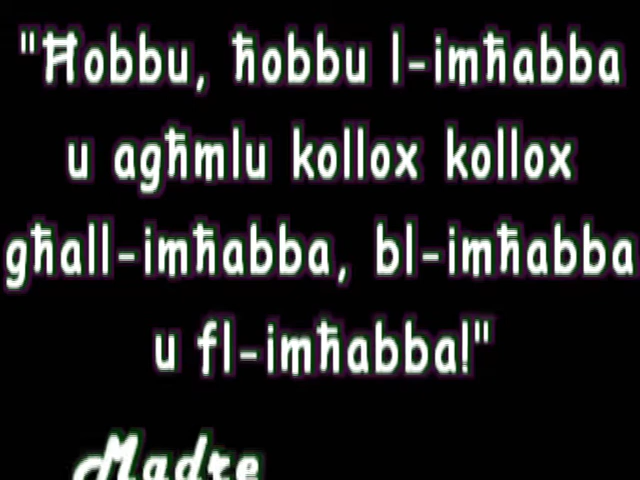 "Ħobbu, ħobbu l-imħabba
u agħmlu kollox kollox
għall-imħabba, bl-imħabba
u fl-imħabba!"
Madre